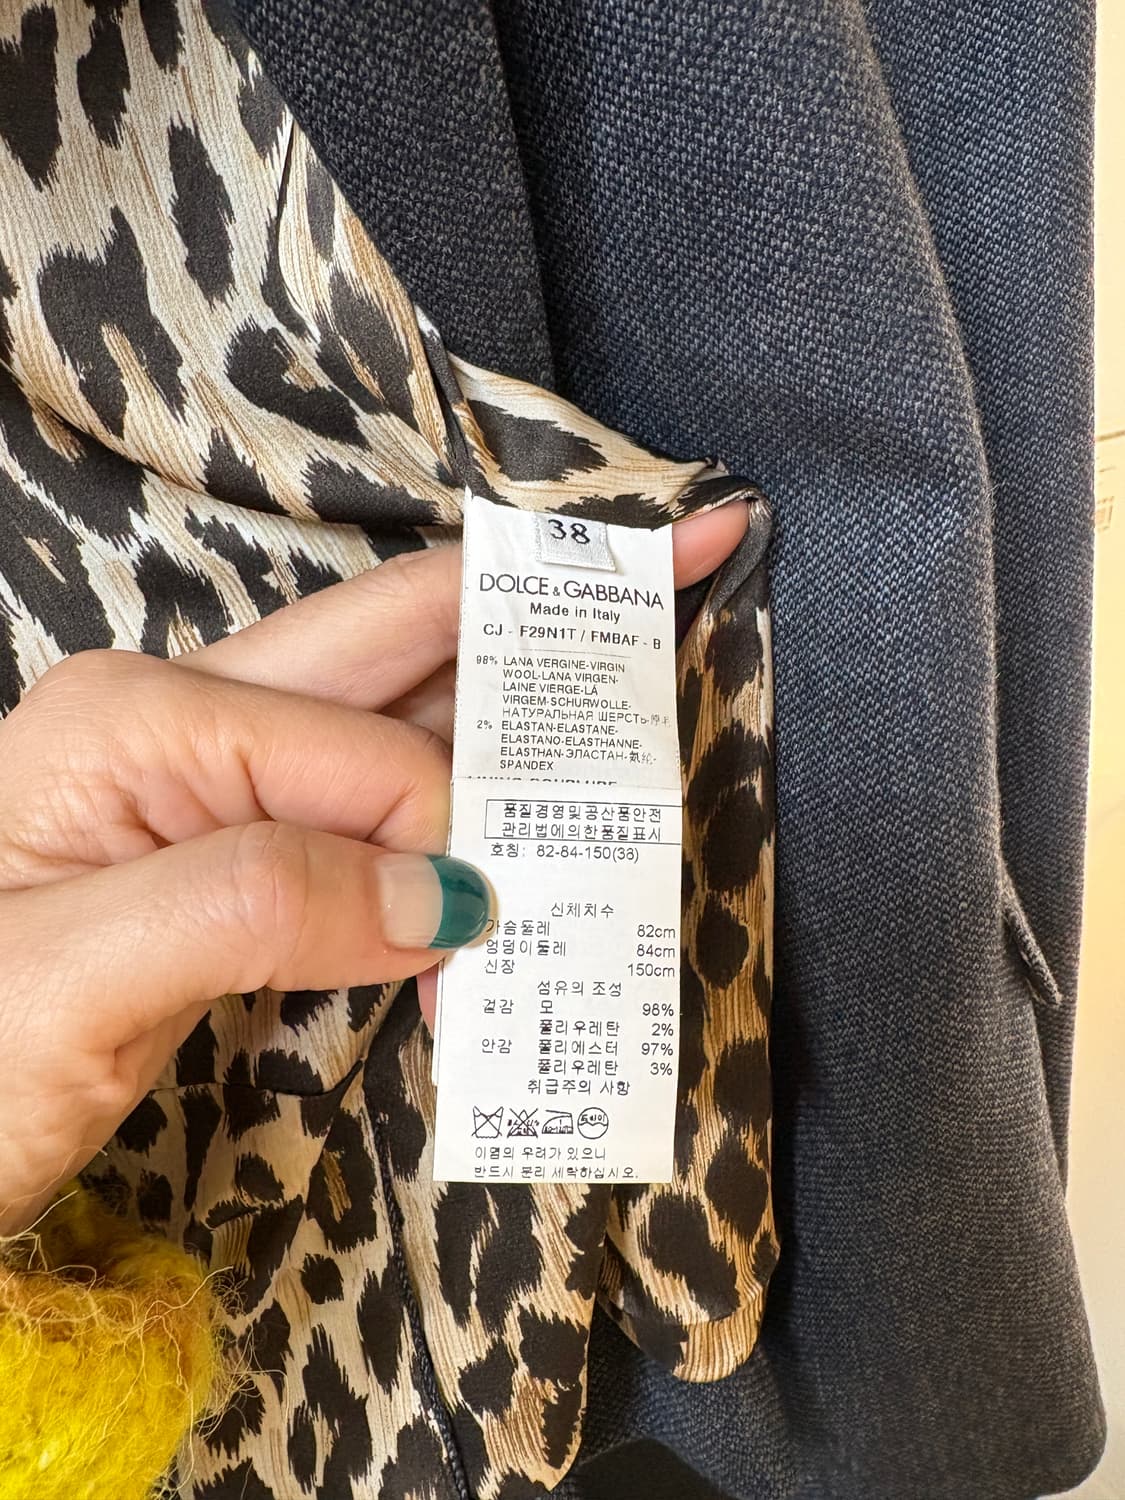 38
DOLCE & GABBANA
Made in Italy
CJ - F29N1T / FMBAF - B
98% LANA VERGINE-VIRGIN
WOOL-LANA VIRGEN-
LAINE VIERGE-LÁ
VIRGEM-SCHURWOLLE-
НАТУРАЛЬНАЯ ШЕРСТЬ-
2% ELASTAN-ELASTANE-
ELASTANO-ELASTHANNE-
ELASTHAN-ЭЛАСТАН-氨纶-
SPANDEX
품질경영및공산품안전
관리법에의한품질표시
호칭: 82-84-150(38)
신체치수
가슴둘레 82cm
엉덩이둘레 84cm
신장 150cm
섬유의 조성
겉감 모 98%
폴리우레탄 2%
안감 폴리에스터 97%
폴리우레탄 3%
취급주의 사항
드라이
이염의 우려가 있으니
반드시 분리 세탁하십시오.